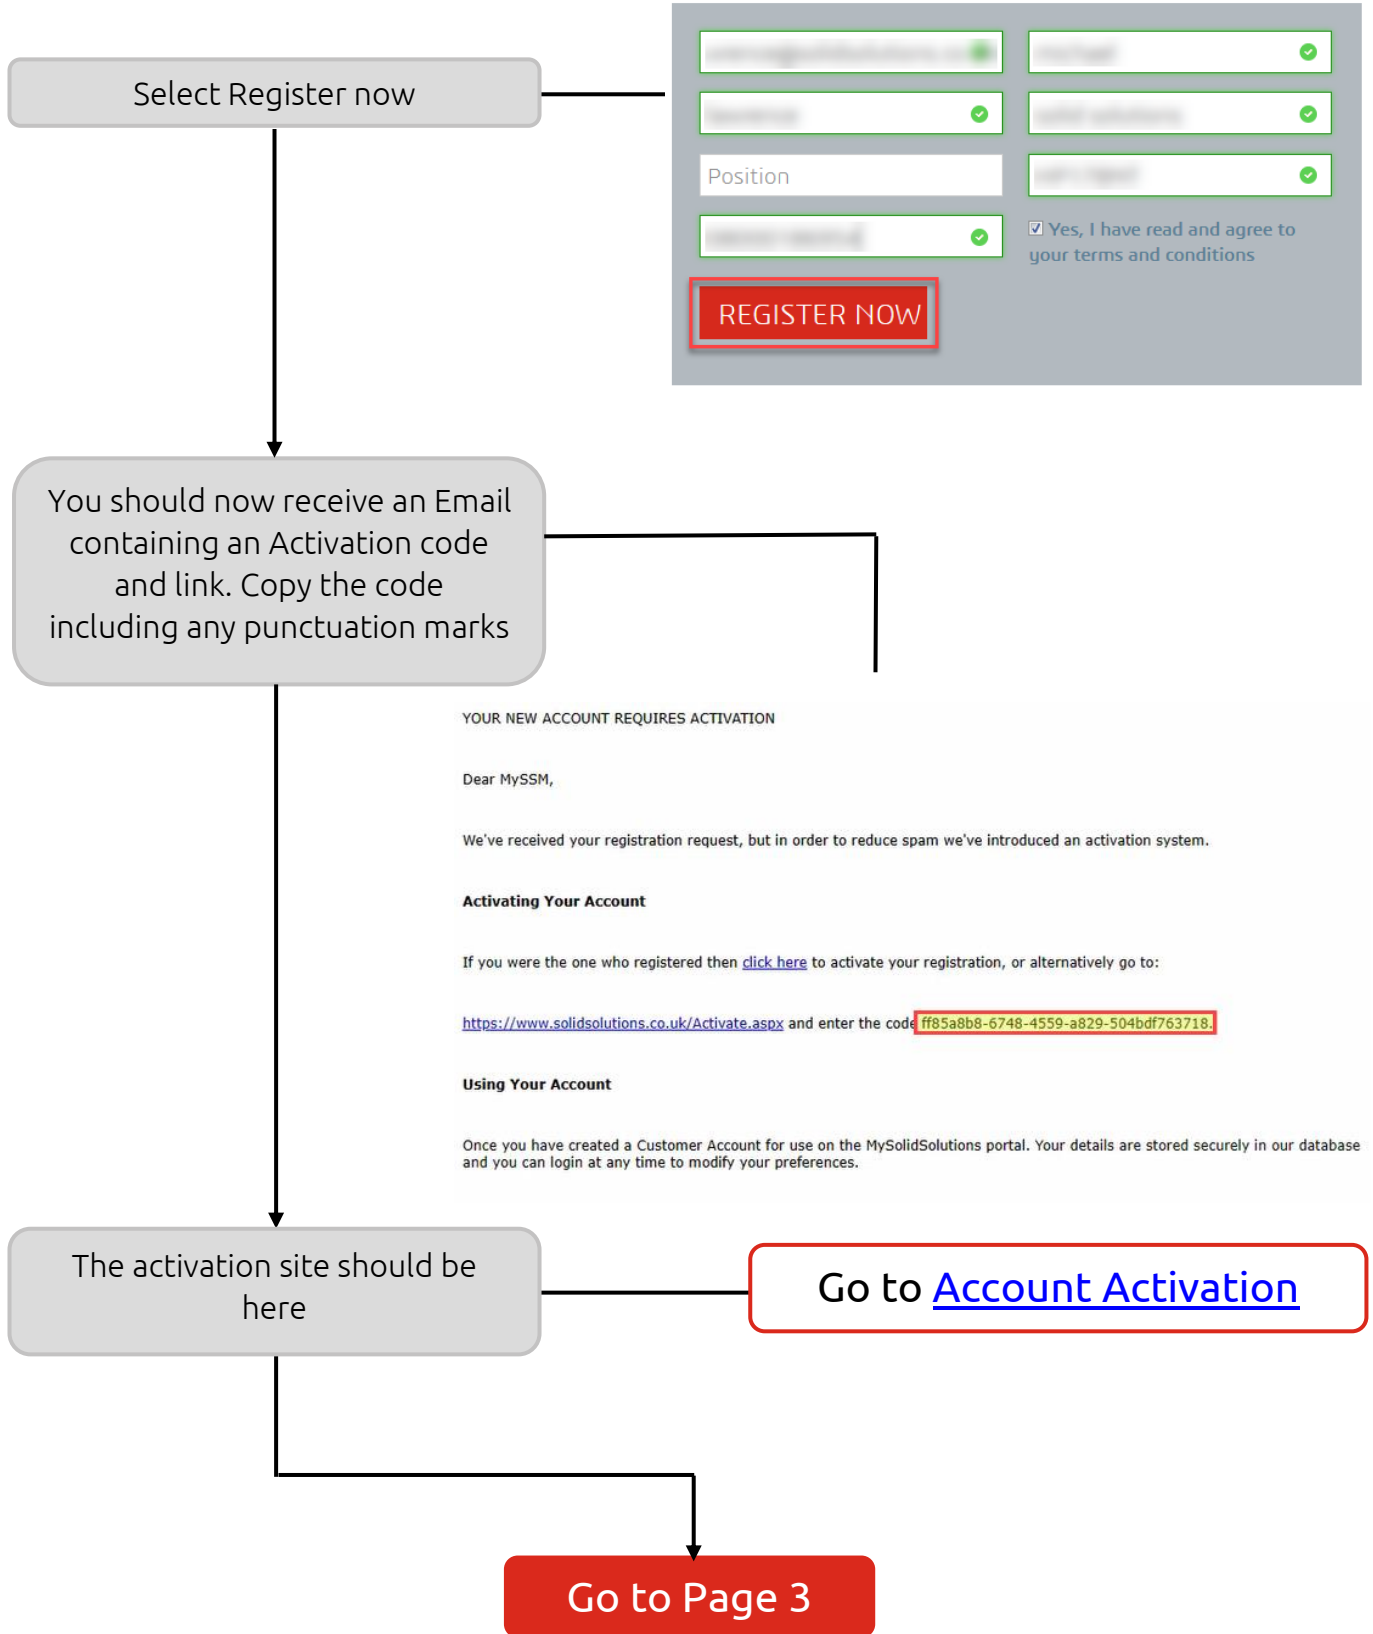 Select Register now
Position
Yes, I have read and agree to
your terms and conditions
REGISTER NOW
You should now receive an Email
containing an Activation code
and link. Copy the code
including any punctuation marks
YOUR NEW ACCOUNT REQUIRES ACTIVATION
Dear MySSM,
We've received your registration request, but in order to reduce spam we've introduced an activation system.
Activating Your Account
If you were the one who registered then click here to activate your registration, or alternatively go to:
https://www.solidsolutions.co.uk/Activate.aspx and enter the code ff85a8b8-6748-4559-a829-504bdf763718.
Using Your Account
Once you have created a Customer Account for use on the MySolidSolutions portal. Your details are stored securely in our database
and you can login at any time to modify your preferences.
The activation site should be
here
Go to Account Activation
Go to Page 3